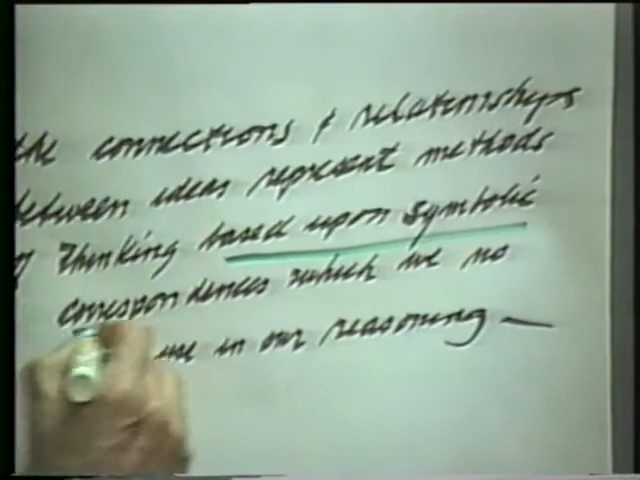 the connections & relationships
between ideas represent methods
of thinking based upon symbolic
correspondences which we no
use in our reasoning —